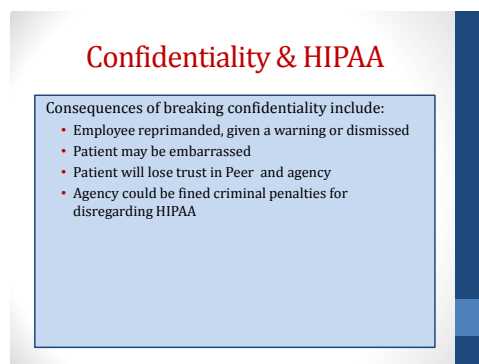 Confidentiality & HIPAA
Consequences of breaking confidentiality include:
• Employee reprimanded, given a warning or dismissed
• Patient may be embarrassed
• Patient will lose trust in Peer and agency
• Agency could be fined criminal penalties for
disregarding HIPAA